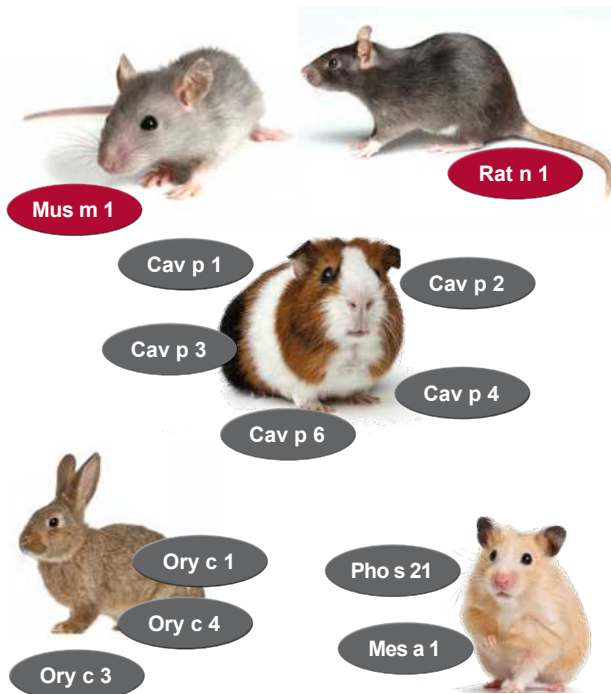 Rat n 1
Mus m 1
Cav p 1
Cav p 2
Cav p 3
Cav p 4
Cav p 6
Ory c 1
Pho s 21
Ory c 4
Mes a 1
Ory c 3